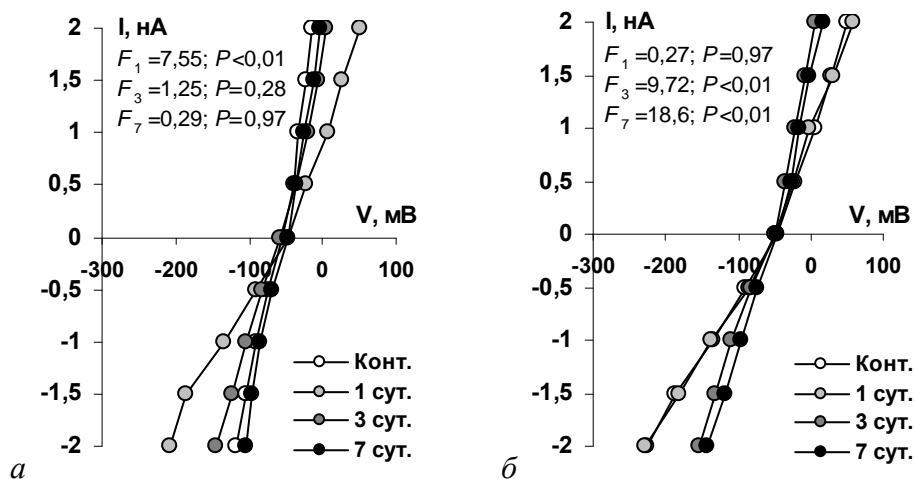 I, нА
F1=7,55; P<0,01
F3=1,25; P=0,28
F7=0,29; P=0,97
2
1,5
1
0,5
0
-0,5
-1
-1,5
-2
V, мВ
-300 -200 -100 0 100
Конт.
1 сут.
3 сут.
7 сут.
а
I, нА
F1=0,27; P=0,97
F3=9,72; P<0,01
F7=18,6; P<0,01
2
1,5
1
0,5
0
-0,5
-1
-1,5
-2
V, мВ
-300 -200 -100 0 100
Конт.
1 сут.
3 сут.
7 сут.
б